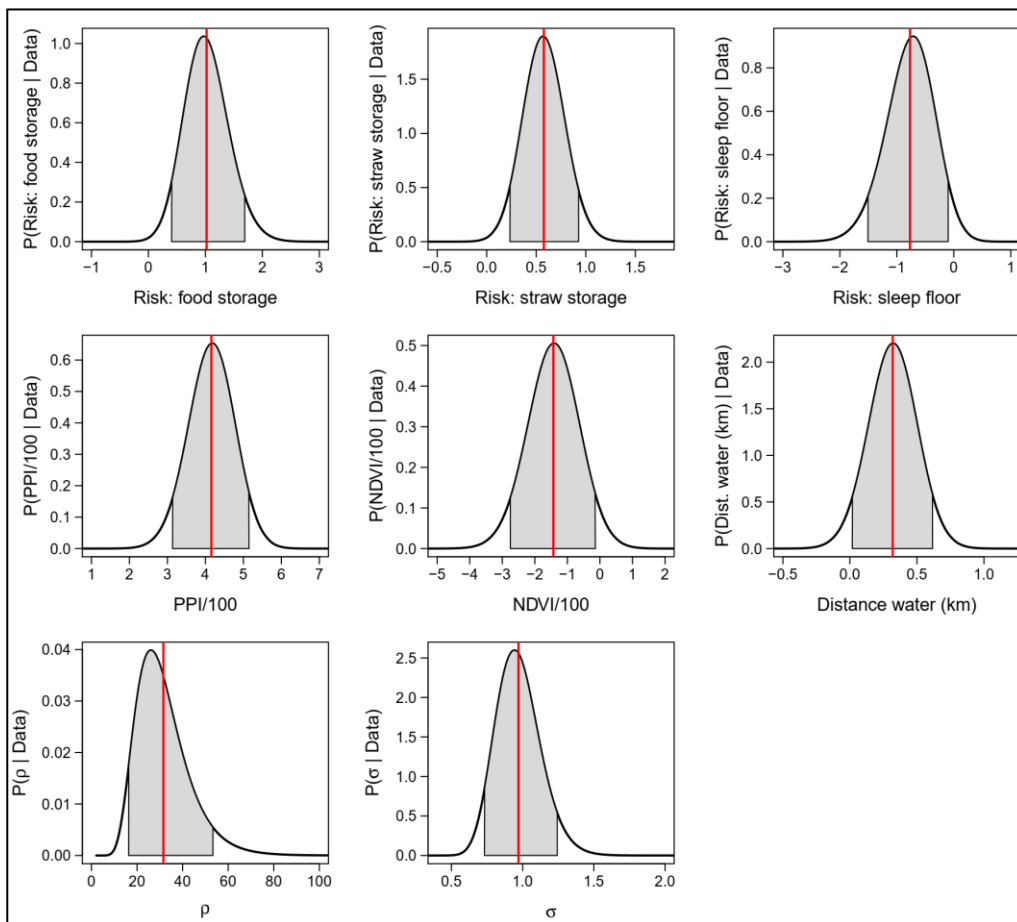 P(Risk: food storage | Data)
0.0 0.2 0.4 0.6 0.8 1.0
−1 0 1 2 3
Risk: food storage
P(Risk: straw storage | Data)
0.0 0.5 1.0 1.5
−0.5 0.0 0.5 1.0 1.5
Risk: straw storage
P(Risk: sleep floor | Data)
0.0 0.2 0.4 0.6 0.8
−3 −2 −1 0 1
Risk: sleep floor
P(PPI/100 | Data)
0.0 0.1 0.2 0.3 0.4 0.5 0.6
1 2 3 4 5 6 7
PPI/100
P(NDVI/100 | Data)
0.0 0.1 0.2 0.3 0.4 0.5
−5 −4 −3 −2 −1 0 1 2
NDVI/100
P(Dist. water (km) | Data)
0.0 0.5 1.0 1.5 2.0
−0.5 0.0 0.5 1.0
Distance water (km)
P(ρ | Data)
0.00 0.01 0.02 0.03 0.04
0 20 40 60 80 100
ρ
P(σ | Data)
0.0 0.5 1.0 1.5 2.0 2.5
0.5 1.0 1.5 2.0
σ